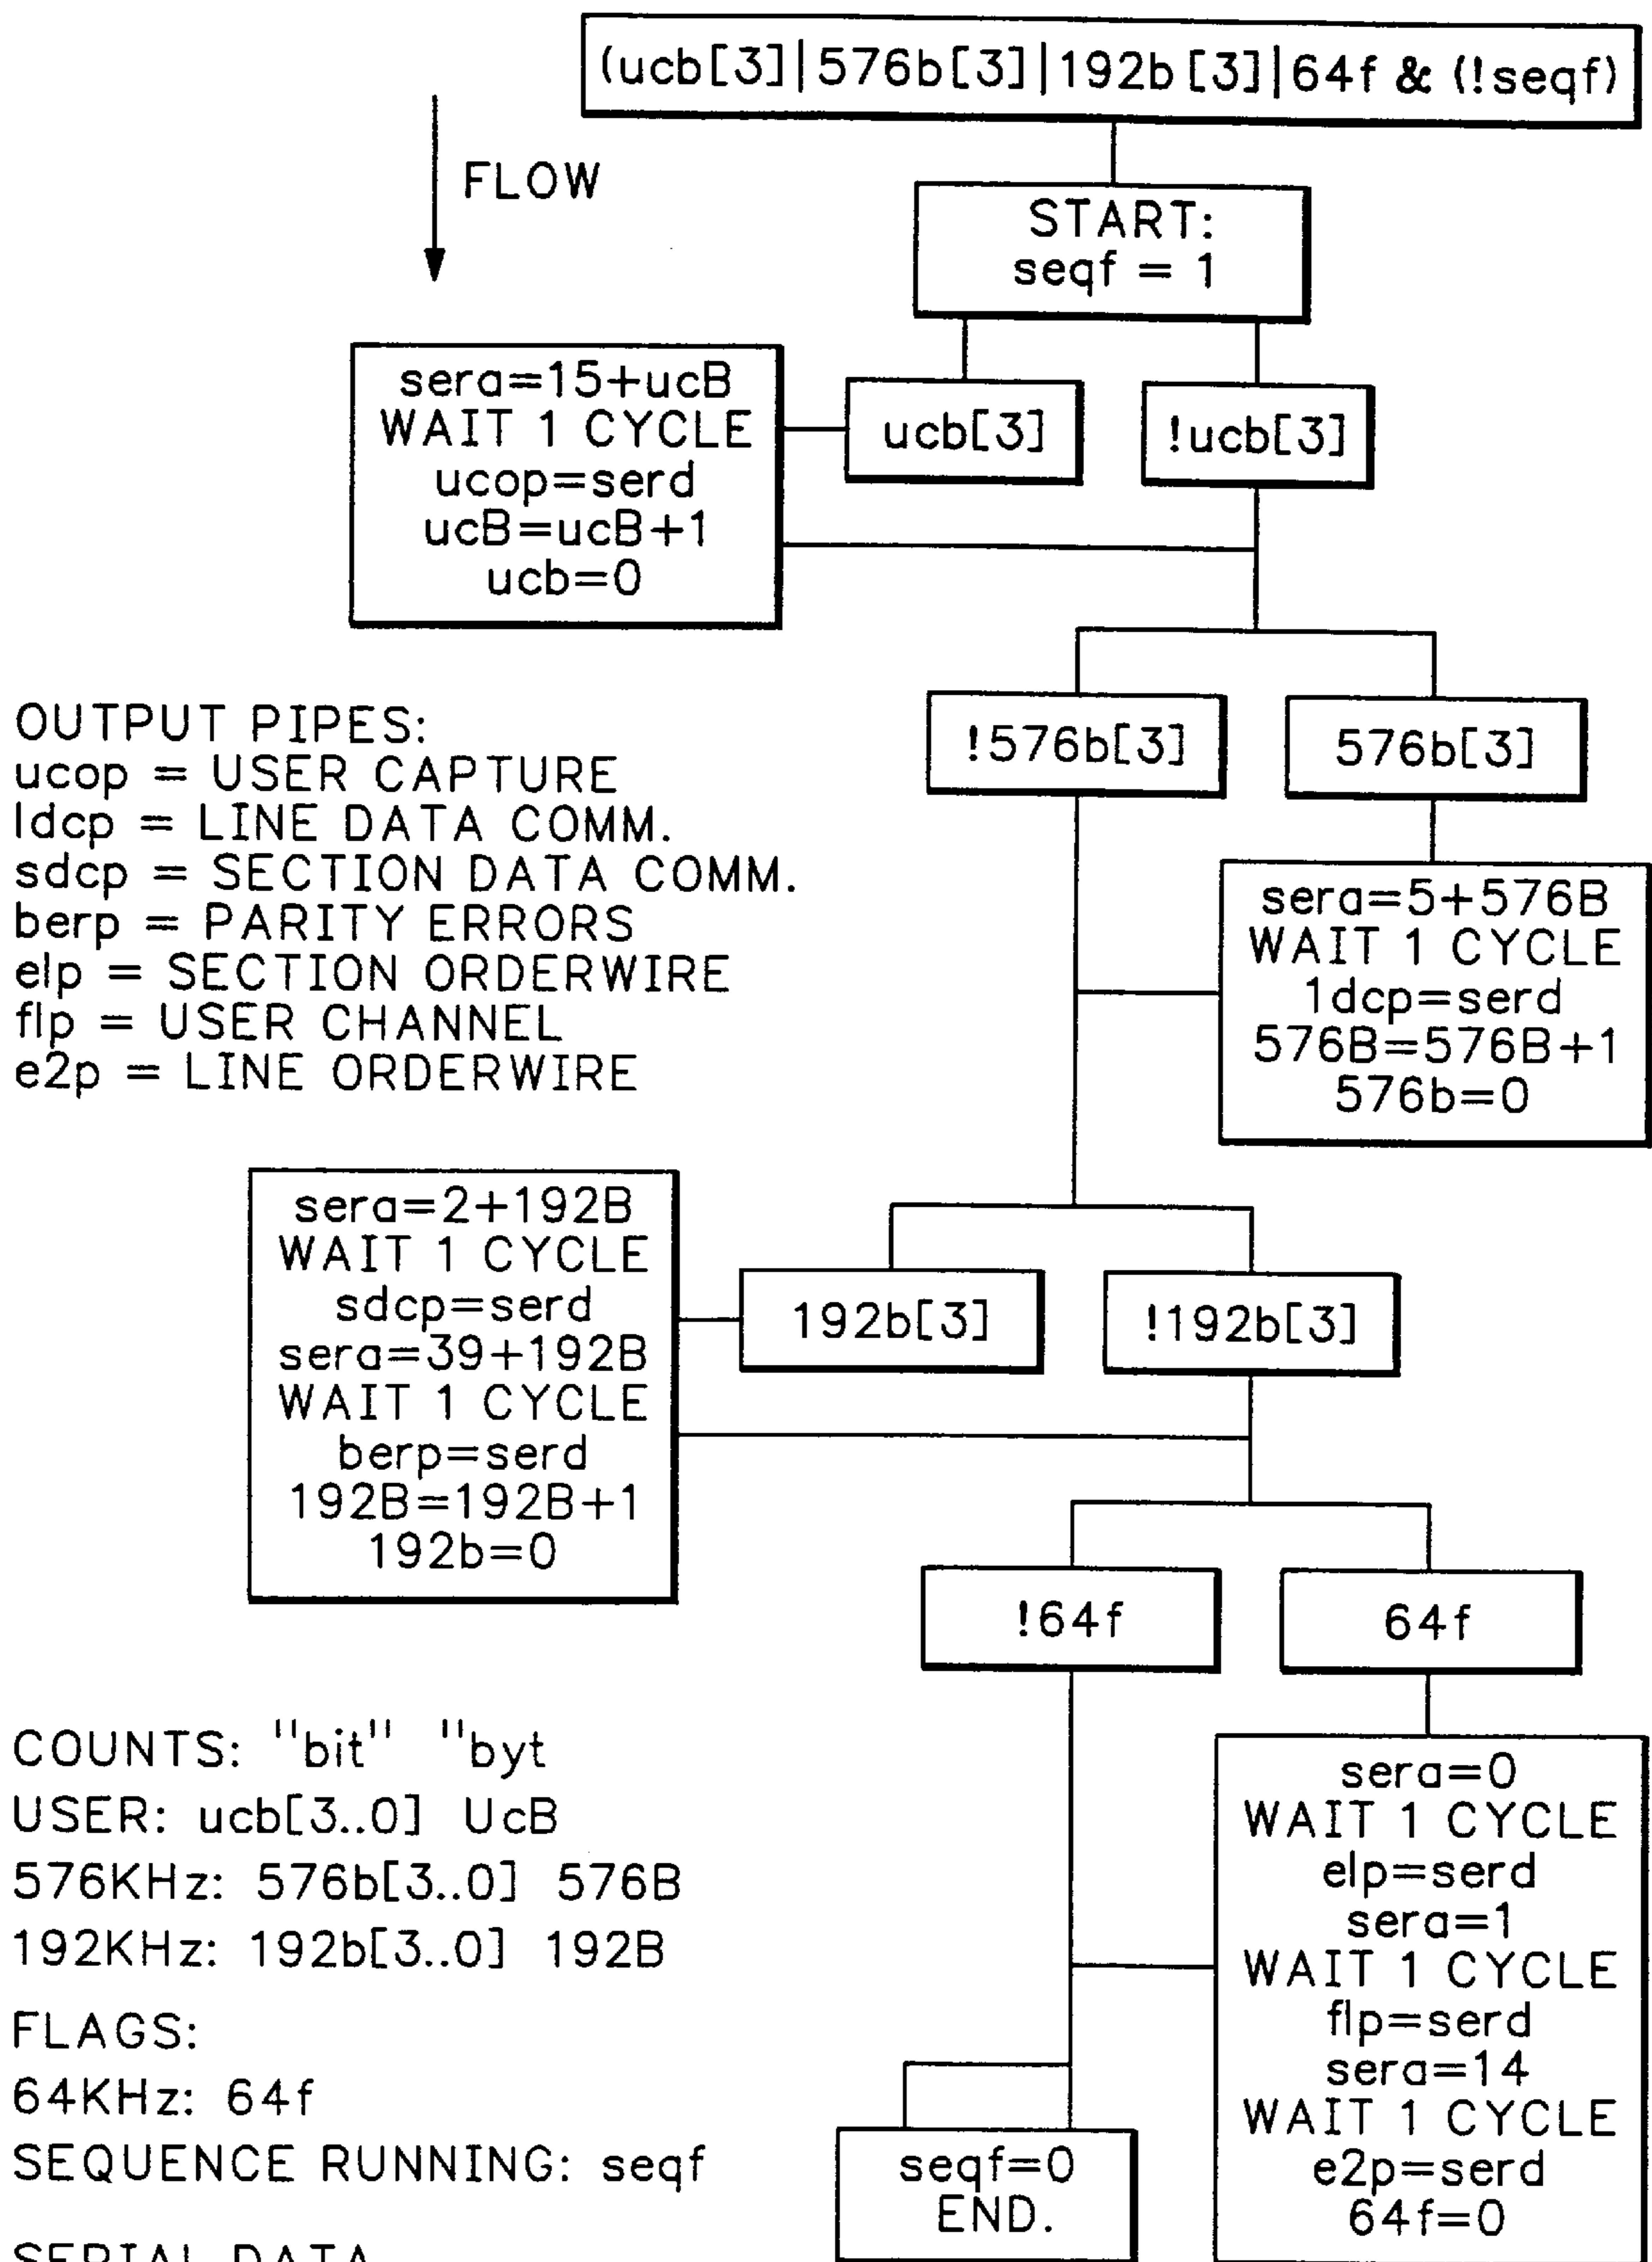 (ucb[3]|576b[3]|192b[3]|64f & (!seqf)
FLOW
START:
seqf = 1
sera=15+ucB
WAIT 1 CYCLE
ucop=serd
ucB=ucB+1
ucb=0
ucb[3]
!ucb[3]
OUTPUT PIPES:
ucop = USER CAPTURE
ldcp = LINE DATA COMM.
sdcp = SECTION DATA COMM.
berp = PARITY ERRORS
elp = SECTION ORDERWIRE
flp = USER CHANNEL
e2p = LINE ORDERWIRE
!576b[3]
576b[3]
sera=5+576B
WAIT 1 CYCLE
1dcp=serd
576B=576B+1
576b=0
sera=2+192B
WAIT 1 CYCLE
sdcp=serd
sera=39+192B
WAIT 1 CYCLE
berp=serd
192B=192B+1
192b=0
192b[3]
!192b[3]
!64f
64f
COUNTS: "bit" "byt
USER: ucb[3..0] UcB
576KHz: 576b[3..0] 576B
192KHz: 192b[3..0] 192B
FLAGS:
64KHz: 64f
SEQUENCE RUNNING: seqf
SERIAL DATA
sera=0
WAIT 1 CYCLE
elp=serd
sera=1
WAIT 1 CYCLE
flp=serd
sera=14
WAIT 1 CYCLE
e2p=serd
64f=0
seqf=0
END.